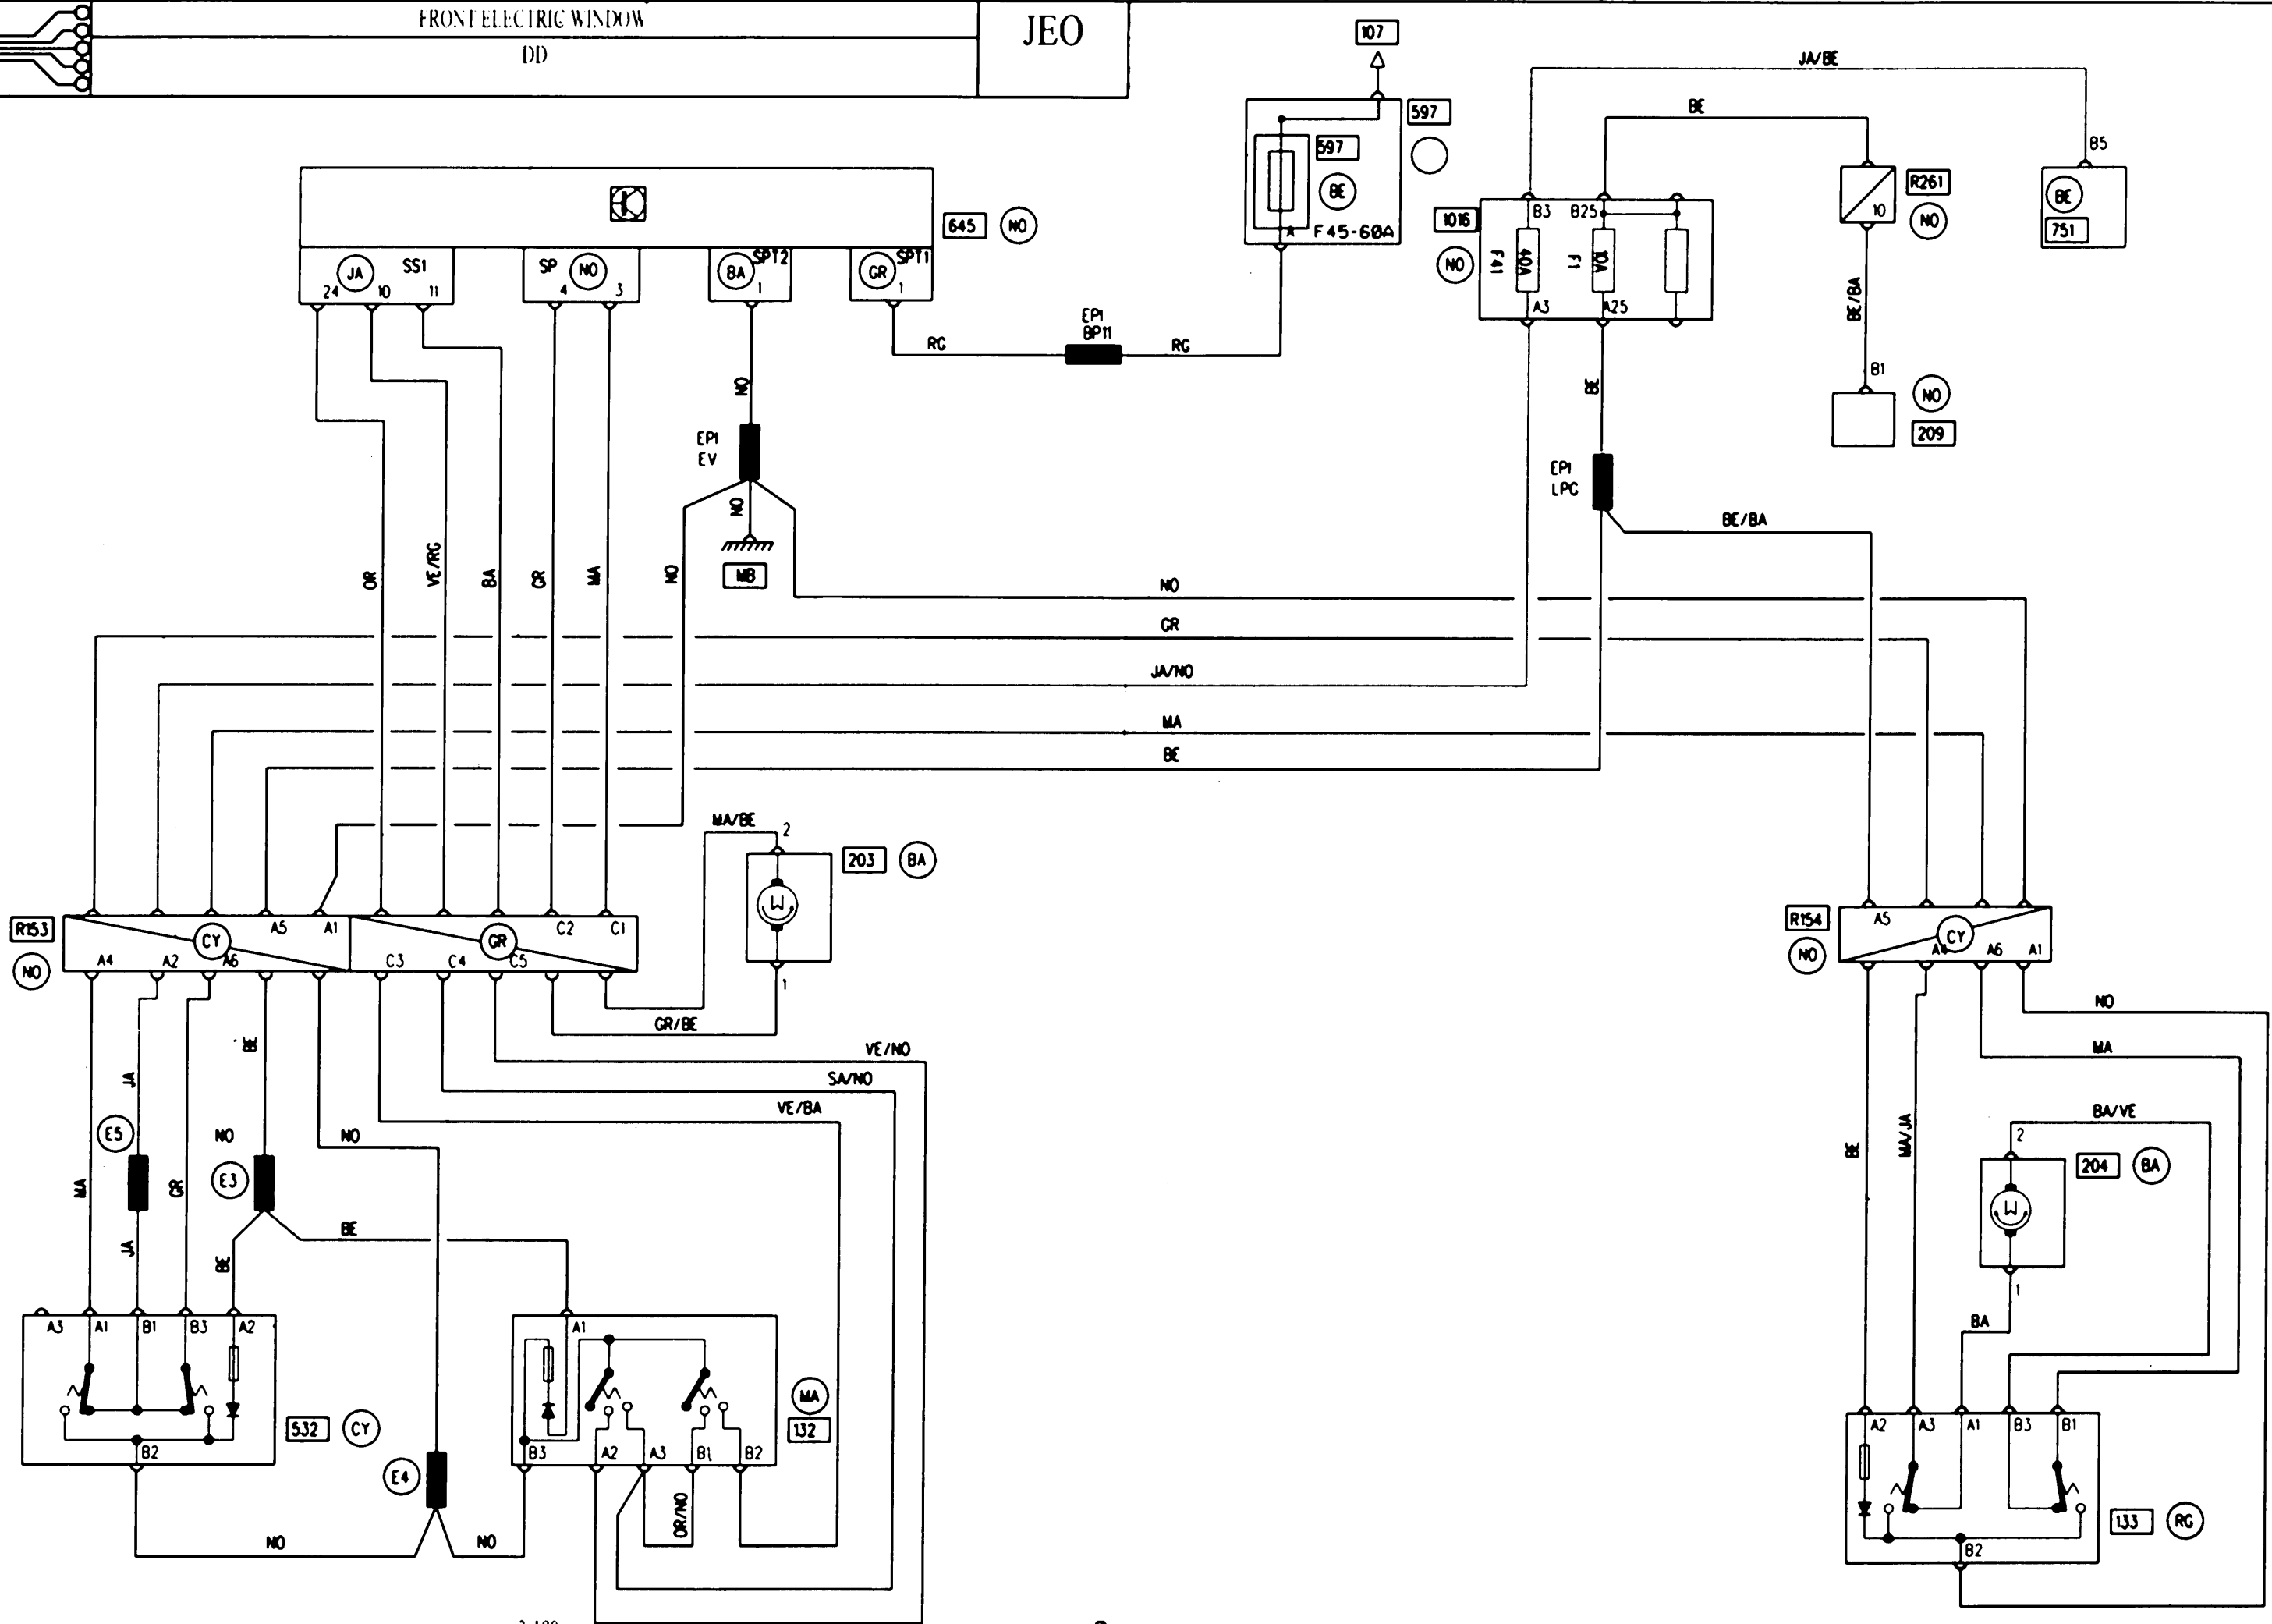 FRONT ELECTRIC WINDOW
DD
JEO
107
597
597
BE
A F45-60A
JA/BE
BE
B5
BE
751
R261
NO
10
BE/BA
B1
NO
209
1016
NO
B3 B25
F41 40A F1 10A
A3 A25
BE
EP1
LPG
BE/BA
645 NO
JA SS1
24 10 11
SP NO
4 3
BA SPT2
1
GR SPT1
1
RG
EP1
BP11
RG
NO
EP1
EV
NO
MB
OR
VE/RG
BA
GR
MA
NO
NO
GR
JA/NO
MA
BE
MA/BE
2
203 BA
1
GR/BE
R153
NO
CY
A5 A1
A4 A2 A6
GR
C2 C1
C3 C4 C5
VE/NO
SA/NO
VE/BA
BE
JA
E5
NO
NO
E3
MA
GR
JA
BE
BE
A3 A1 B1 B3 A2
B2
532 CY
E4
NO
NO
A1
B3 A2 A3 B1 B2
MA
132
OR/NO
R154
NO
A5
CY
A4 A6 A1
NO
MA
BA/VE
BE
MA/JA
2
204 BA
1
BA
A2 A3 A1 B3 B1
B2
133 RG